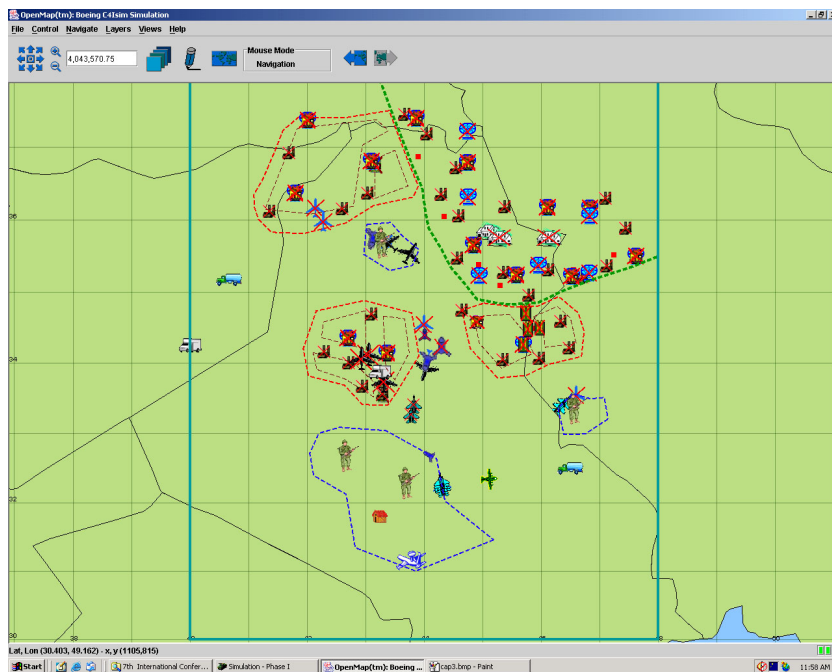 OpenMap(tm): Boeing C4Isim Simulation
File Control Navigate Layers Views Help
4,043,570.75
Mouse Mode
Navigation
36
34
32
30
Lat, Lon (30.403, 49.162) - x, y (1105,815)
Start
7th International Confer...
Simulation - Phase I
OpenMap(tm): Boeing ...
cap3.bmp - Paint
11:58 AM